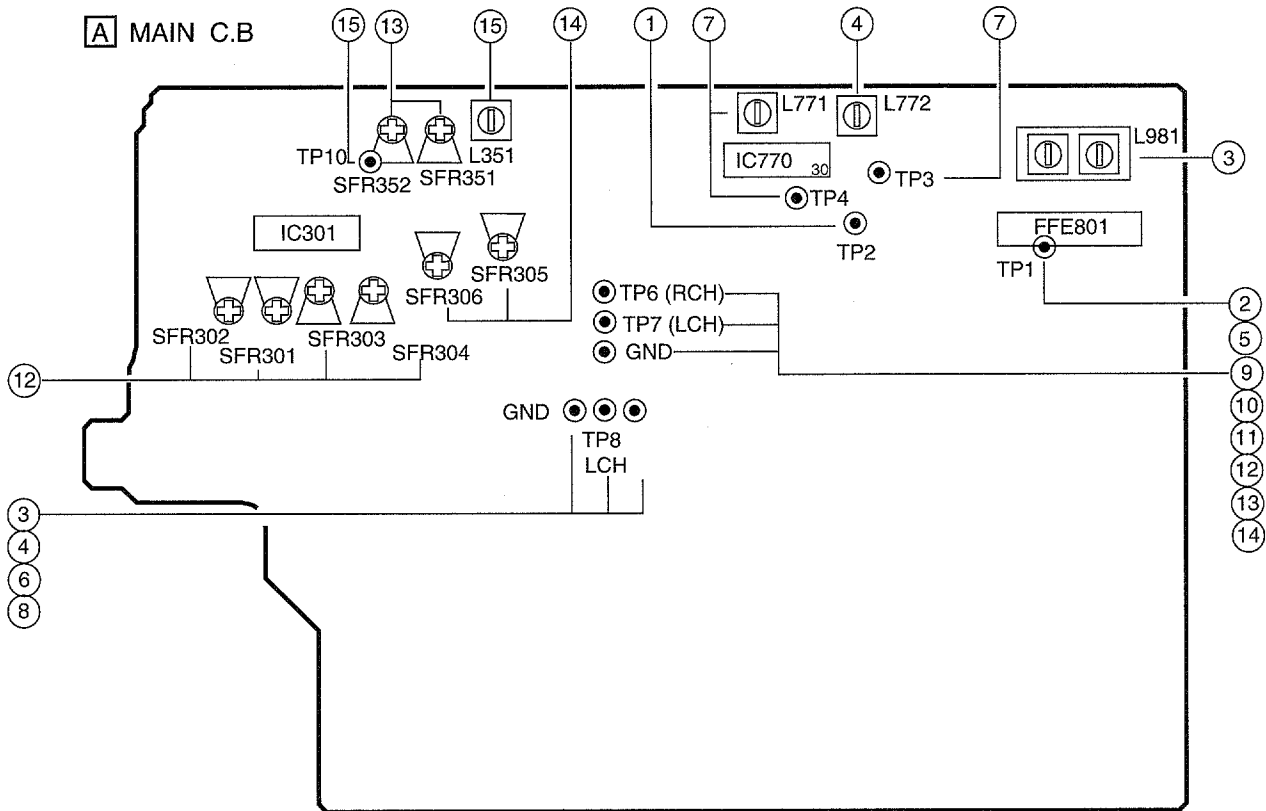 A MAIN C.B
15 13 15 14 1 7 4 7
L771 L772
L981
3
TP10 L351
SFR352 SFR351
IC770 30
TP3
TP4
IC301
FFE801
SFR305
TP2
TP1
SFR306
TP6 (RCH)
2
SFR302 SFR303
TP7 (LCH)
5
SFR301 SFR304
GND
12
9
10
GND
TP8
11
LCH
12
3
13
4
14
6
8